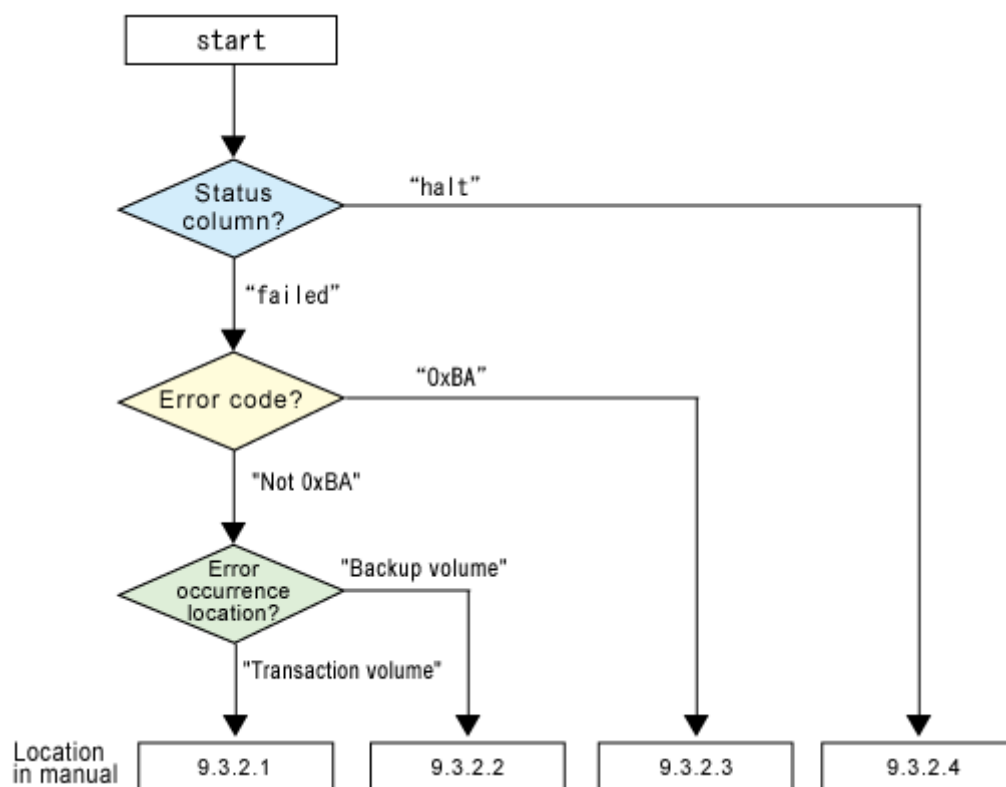 start
Status
column?
“halt”
“failed”
Error code?
“0xBA”
"Not 0xBA"
Error
occurrence
location?
"Backup volume"
"Transaction volume"
Location
in manual
9.3.2.1
9.3.2.2
9.3.2.3
9.3.2.4